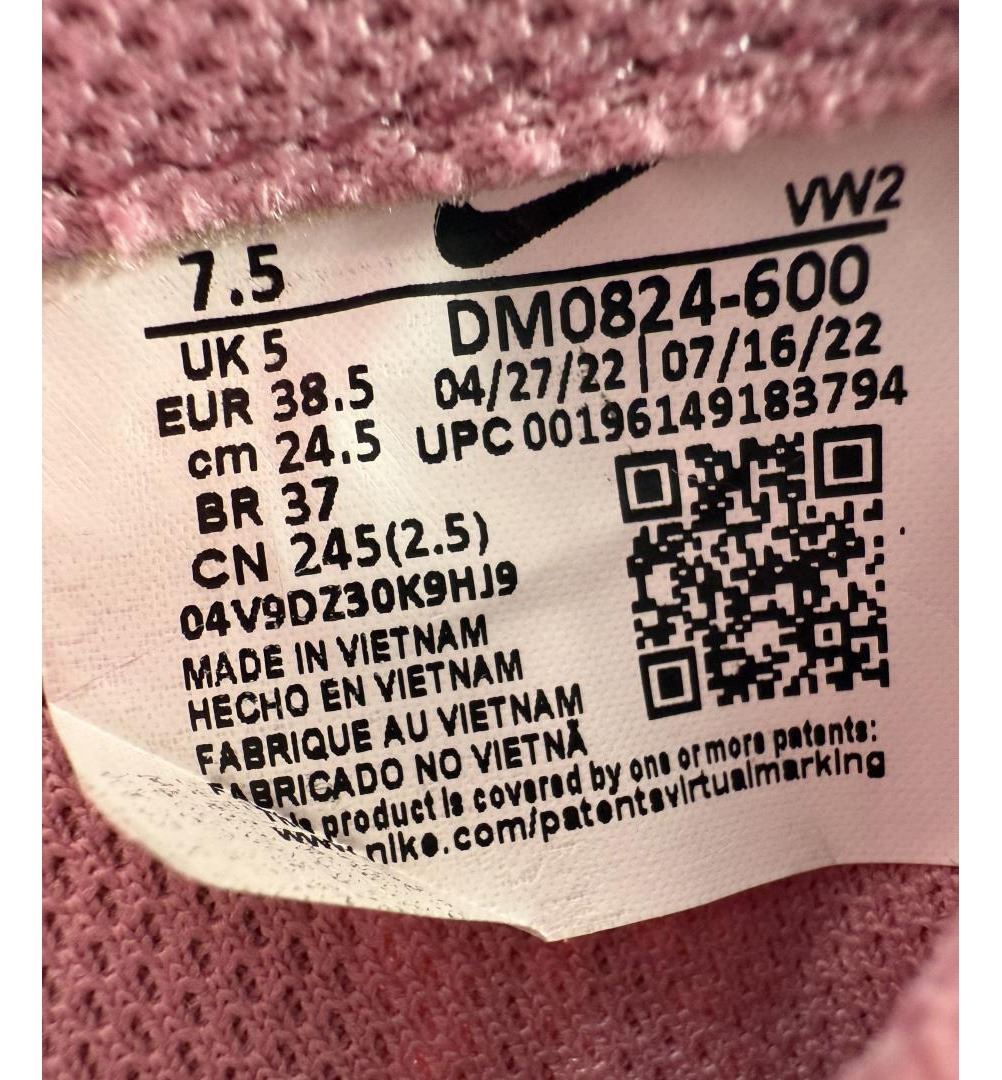 VW2
7.5
DM0824-600
UK 5
04/27/22 | 07/16/22
EUR 38.5
UPC 00196149183794
cm 24.5
BR 37
CN 245(2.5)
04V9DZ30K9HJ9
MADE IN VIETNAM
HECHO EN VIETNAM
FABRIQUE AU VIETNAM
FABRICADO NO VIETNÃ
This product is covered by one or more patents:
www.nike.com/patentsvirtualmarking